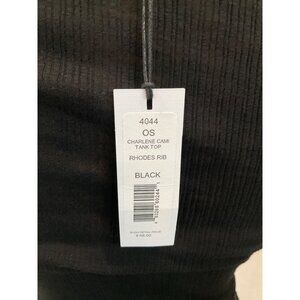 4044
OS
CHARLENE CAMI
TANK TOP
RHODES RIB
BLACK